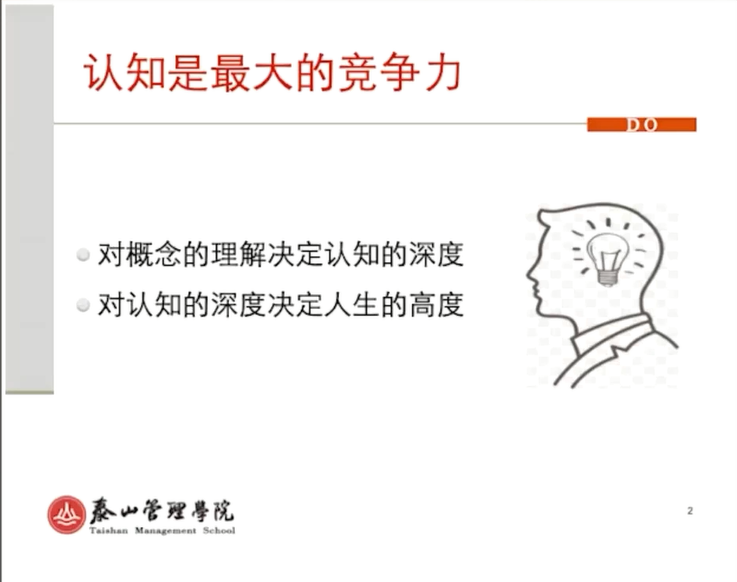 认知是最大的竞争力
DO
对概念的理解决定认知的深度
对认知的深度决定人生的高度
泰山管理學院
Taishan Management School
2